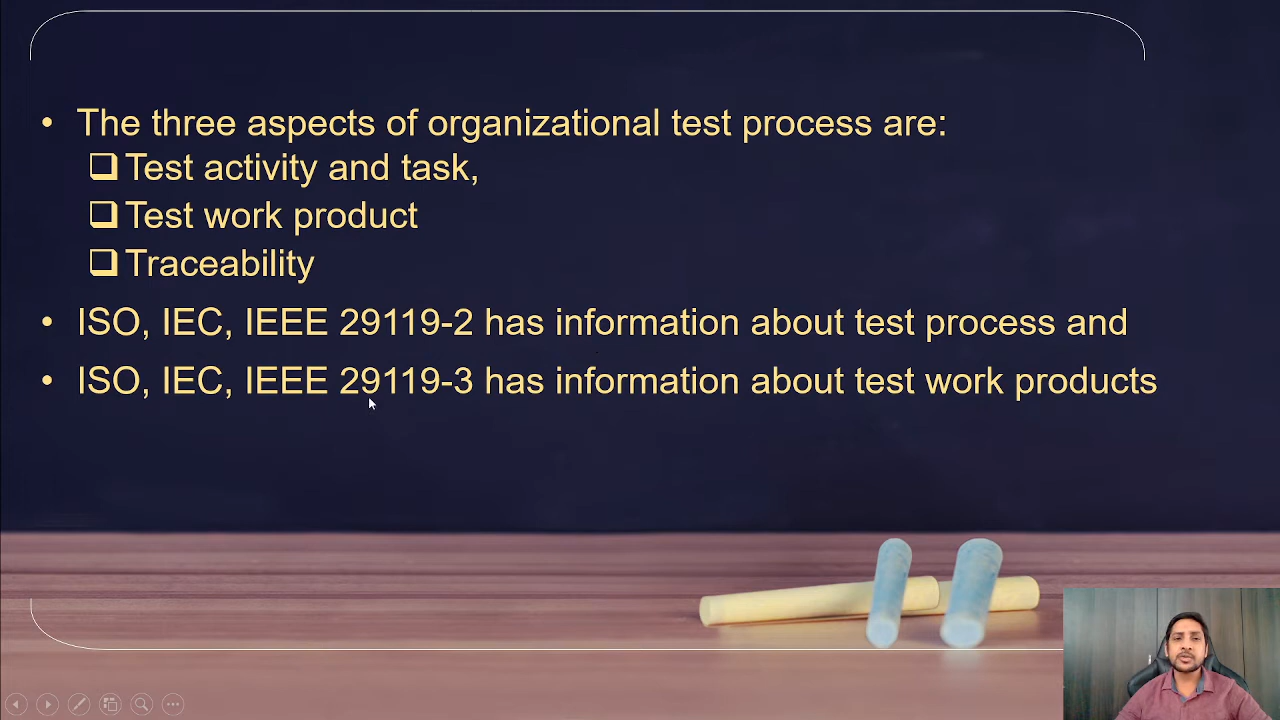 • The three aspects of organizational test process are:
❑ Test activity and task,
❑ Test work product
❑ Traceability
• ISO, IEC, IEEE 29119-2 has information about test process and
• ISO, IEC, IEEE 29119-3 has information about test work products